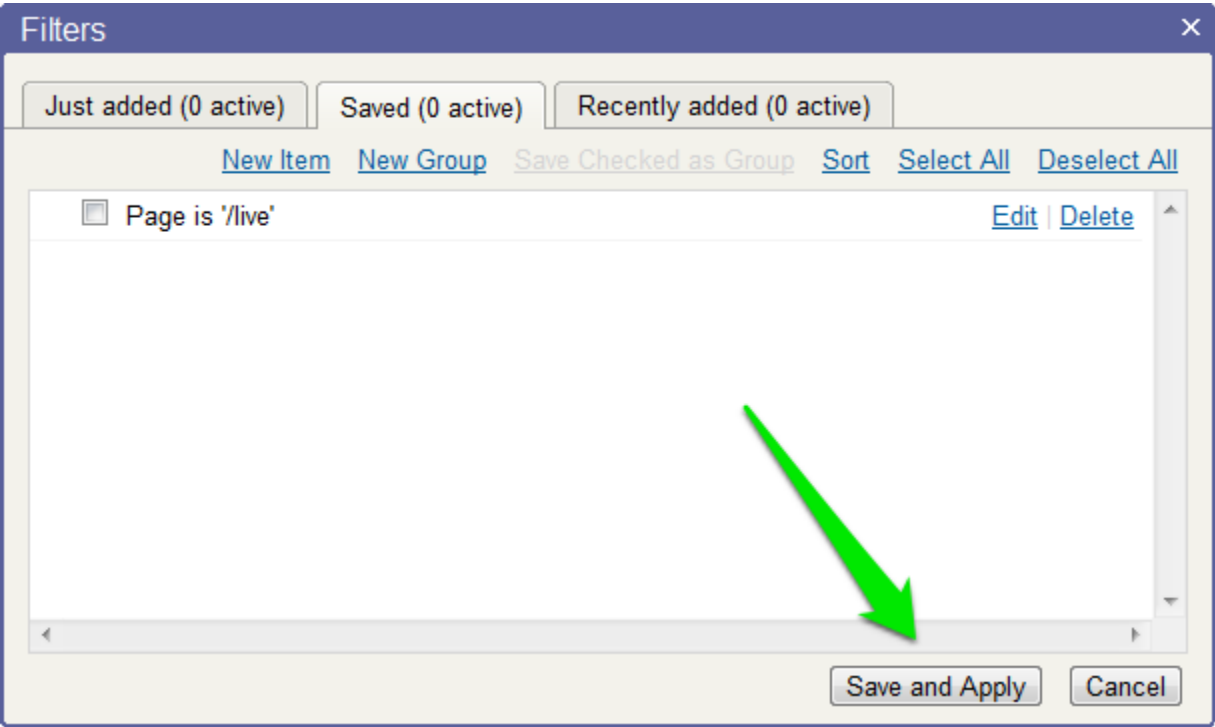 Filters
Just added (0 active) Saved (0 active) Recently added (0 active)
New Item New Group Save Checked as Group Sort Select All Deselect All
Page is '/live' Edit | Delete
Save and Apply Cancel